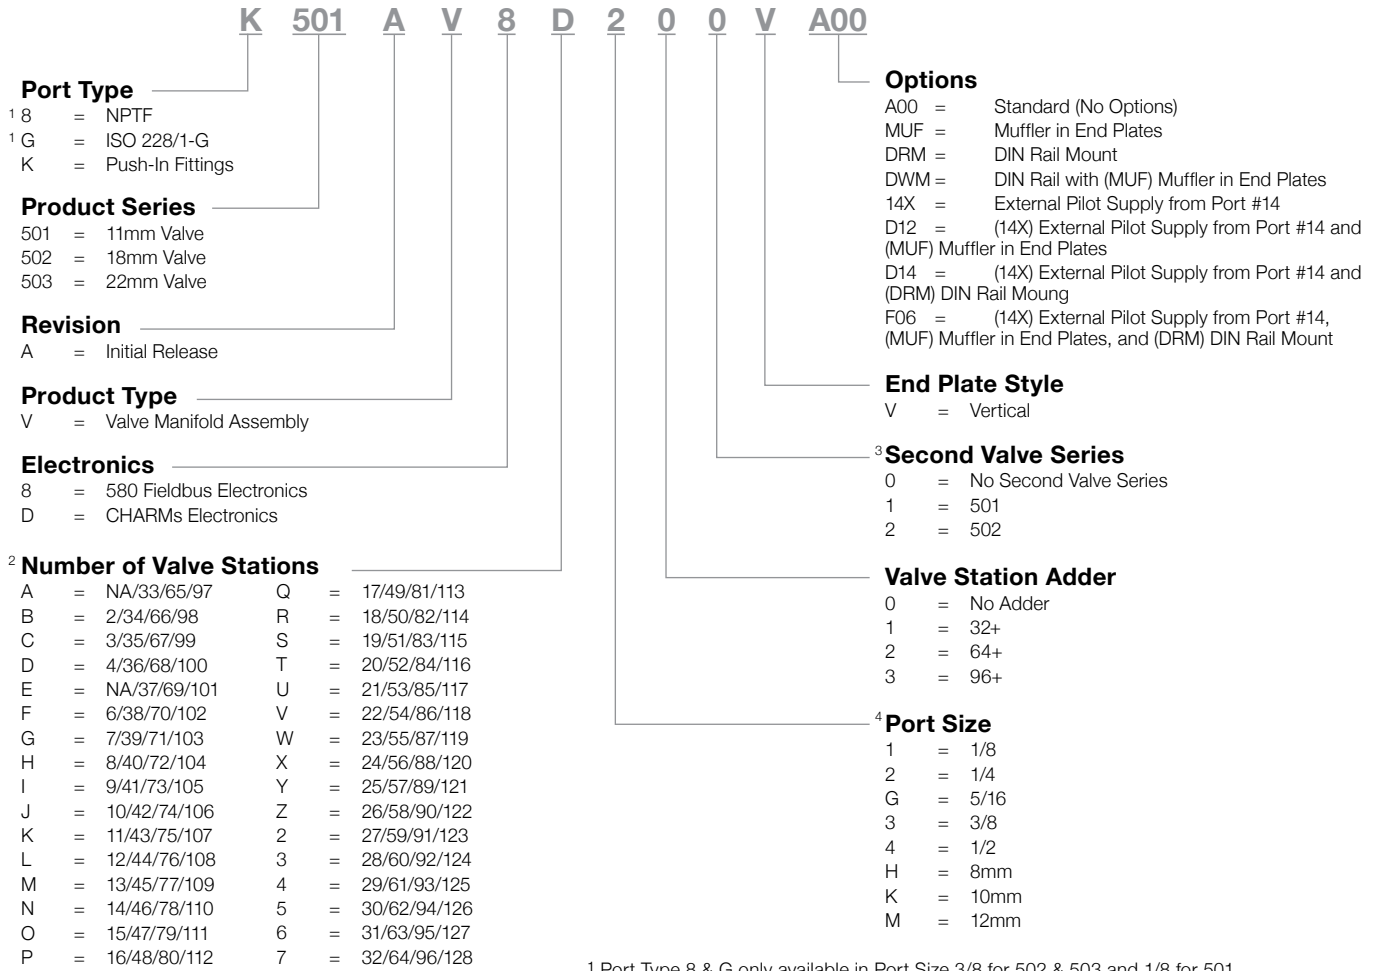 K 501 A V 8 D 2 0 0 V A00
Port Type
1 8 = NPTF
1 G = ISO 228/1-G
K = Push-In Fittings
Product Series
501 = 11mm Valve
502 = 18mm Valve
503 = 22mm Valve
Revision
A = Initial Release
Product Type
V = Valve Manifold Assembly
Electronics
8 = 580 Fieldbus Electronics
D = CHARMs Electronics
2 Number of Valve Stations
A = NA/33/65/97 Q = 17/49/81/113
B = 2/34/66/98 R = 18/50/82/114
C = 3/35/67/99 S = 19/51/83/115
D = 4/36/68/100 T = 20/52/84/116
E = NA/37/69/101 U = 21/53/85/117
F = 6/38/70/102 V = 22/54/86/118
G = 7/39/71/103 W = 23/55/87/119
H = 8/40/72/104 X = 24/56/88/120
I = 9/41/73/105 Y = 25/57/89/121
J = 10/42/74/106 Z = 26/58/90/122
K = 11/43/75/107 2 = 27/59/91/123
L = 12/44/76/108 3 = 28/60/92/124
M = 13/45/77/109 4 = 29/61/93/125
N = 14/46/78/110 5 = 30/62/94/126
O = 15/47/79/111 6 = 31/63/95/127
P = 16/48/80/112 7 = 32/64/96/128
Options
A00 = Standard (No Options)
MUF = Muffler in End Plates
DRM = DIN Rail Mount
DWM = DIN Rail with (MUF) Muffler in End Plates
14X = External Pilot Supply from Port #14
D12 = (14X) External Pilot Supply from Port #14 and
(MUF) Muffler in End Plates
D14 = (14X) External Pilot Supply from Port #14 and
(DRM) DIN Rail Moung
F06 = (14X) External Pilot Supply from Port #14,
(MUF) Muffler in End Plates, and (DRM) DIN Rail Mount
End Plate Style
V = Vertical
3 Second Valve Series
0 = No Second Valve Series
1 = 501
2 = 502
Valve Station Adder
0 = No Adder
1 = 32+
2 = 64+
3 = 96+
4 Port Size
1 = 1/8
2 = 1/4
G = 5/16
3 = 3/8
4 = 1/2
H = 8mm
K = 10mm
M = 12mm
1 Port Type 8 & G only available in Port Size 3/8 for 502 & 503 and 1/8 for 501